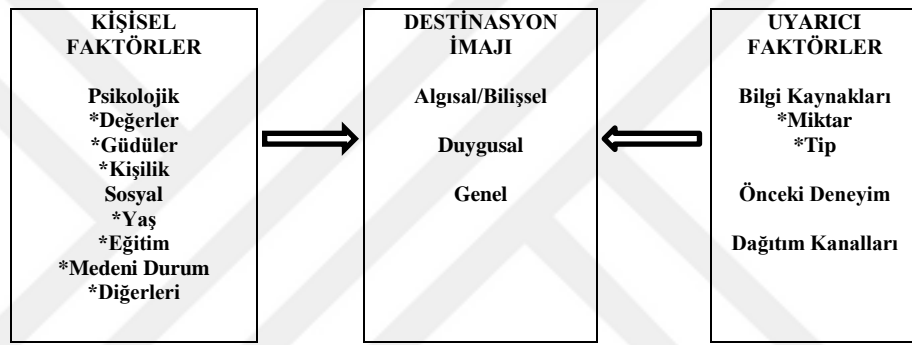 KİŞİSEL
FAKTÖRLER
Psikolojik
*Değerler
*Güdüler
*Kişilik
Sosyal
*Yaş
*Eğitim
*Medeni Durum
*Diğerleri
DESTİNASYON
İMAJI
Algısal/Bilişsel
Duygusal
Genel
UYARICI
FAKTÖRLER
Bilgi Kaynakları
*Miktar
*Tip
Önceki Deneyim
Dağıtım Kanalları